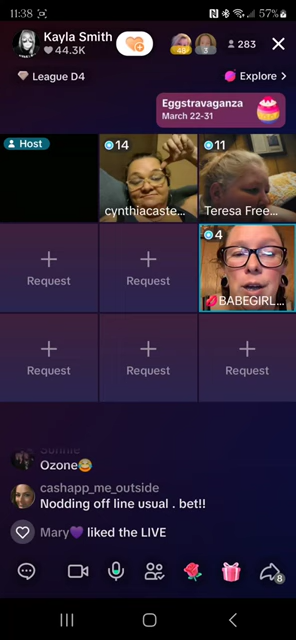 11:38
57%
Kayla Smith
44.3K
48
3
283
League D4
Explore >
Eggstravaganza
March 22-31
Host
14
cynthiacaste...
11
Teresa Free...
Request
Request
4
BABEGIRL...
Request
Request
Request
Ozone😂
cashapp_me_outside
Nodding off line usual . bet!!
Mary💜 liked the LIVE
8